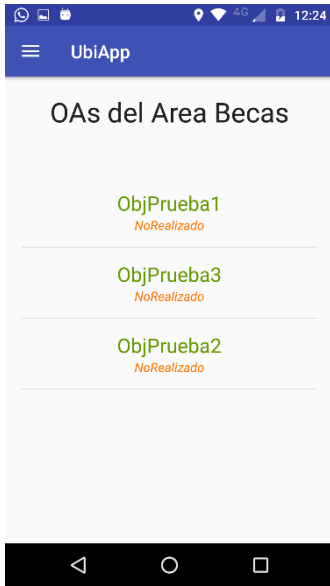 4G 12:24
UbiApp
OAs del Area Becas
ObjPrueba1
NoRealizado
ObjPrueba3
NoRealizado
ObjPrueba2
NoRealizado